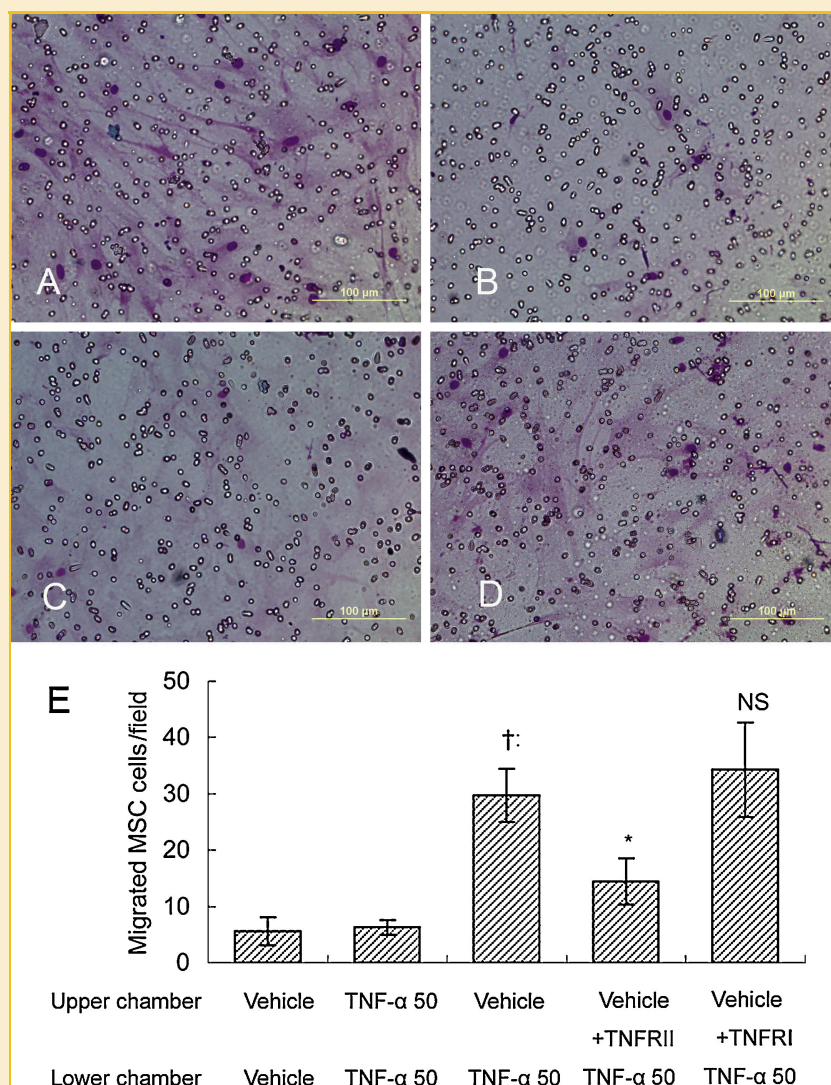 A
100 µm
B
100 µm
C
100 µm
D
100 µm
E
Migrated MSC cells/field
50
40
30
20
10
0
†:
*
NS
Upper chamber Vehicle TNF-α 50 Vehicle Vehicle Vehicle
+TNFRII +TNFRI
Lower chamber Vehicle TNF-α 50 TNF-α 50 TNF-α 50 TNF-α 50